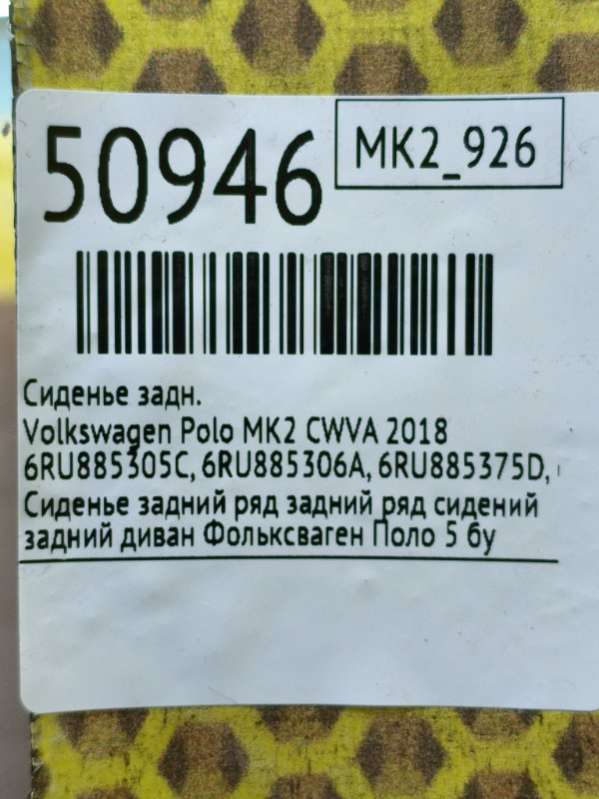 50946
MK2_926
Сиденье задн.
Volkswagen Polo MK2 CWVA 2018
6RU885305C, 6RU885306A, 6RU885375D,
Сиденье задний ряд задний ряд сидений
задний диван Фольксваген Поло 5 бу